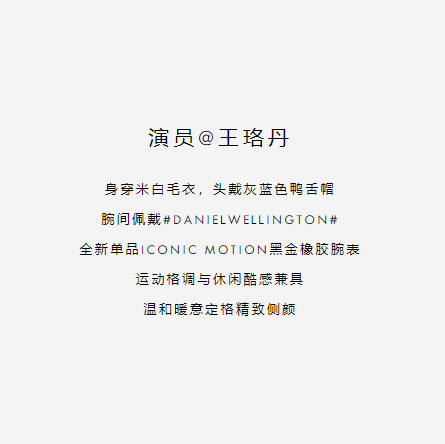 演员@王珞丹
身穿米白毛衣，头戴灰蓝色鸭舌帽
腕间佩戴#DANIELWELLINGTON#
全新单品ICONIC MOTION黑金橡胶腕表
运动格调与休闲酷感兼具
温和暖意定格精致侧颜